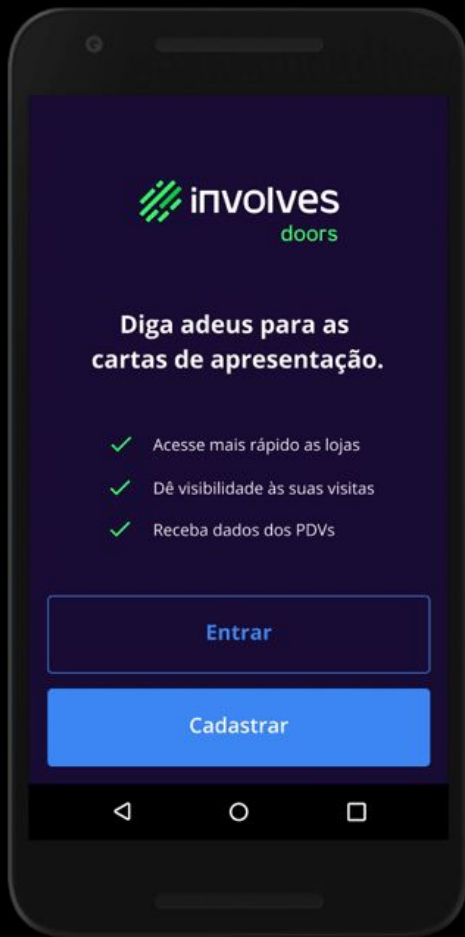 involves
doors
Diga adeus para as
cartas de apresentação.
Acesse mais rápido as lojas
Dê visibilidade às suas visitas
Receba dados dos PDVs
Entrar
Cadastrar